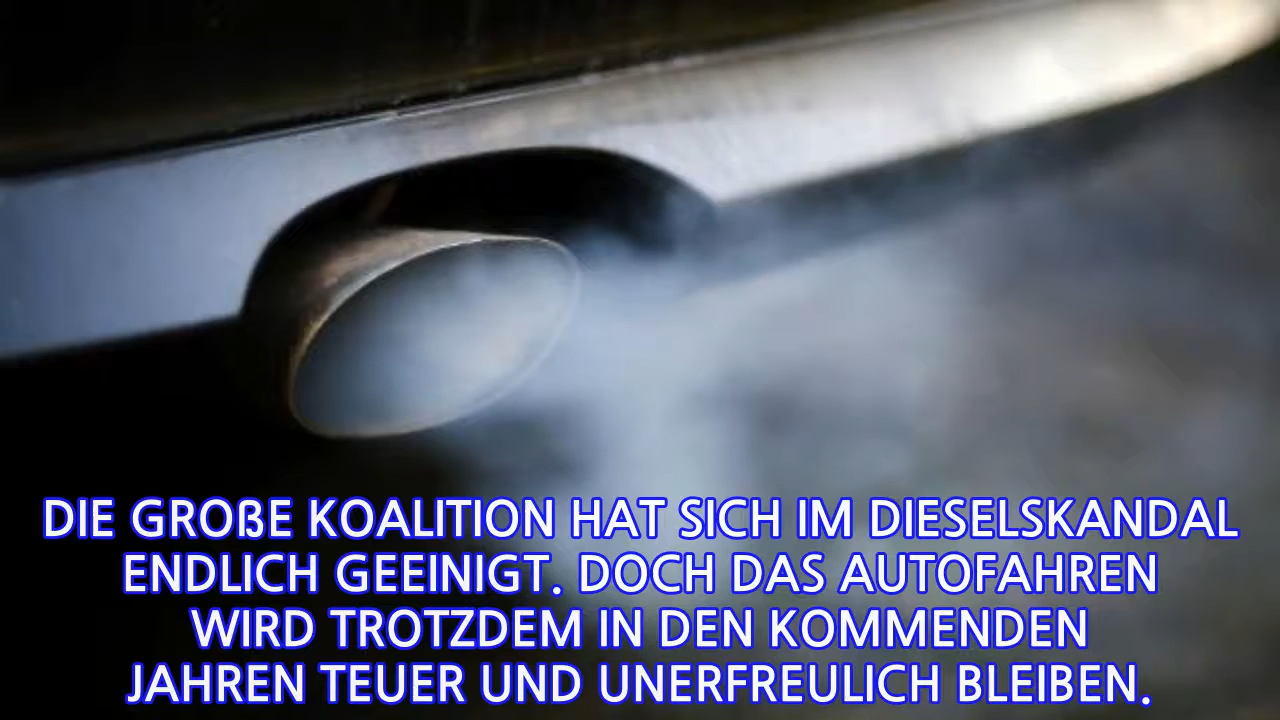 DIE GROßE KOALITION HAT SICH IM DIESELSKANDAL
ENDLICH GEEINIGT. DOCH DAS AUTOFAHREN
WIRD TROTZDEM IN DEN KOMMENDEN
JAHREN TEUER UND UNERFREULICH BLEIBEN.